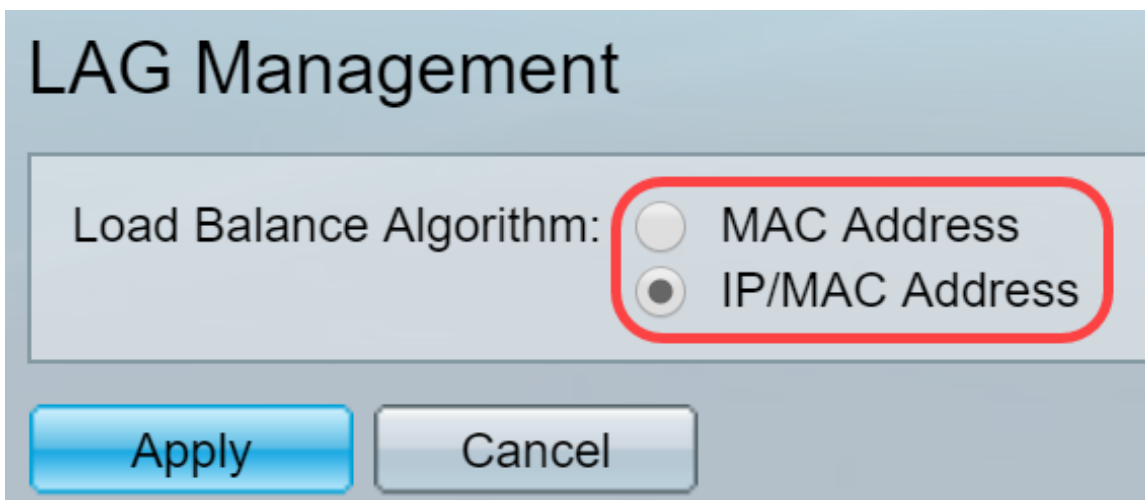 LAG Management
Load Balance Algorithm: MAC Address
IP/MAC Address
Apply Cancel